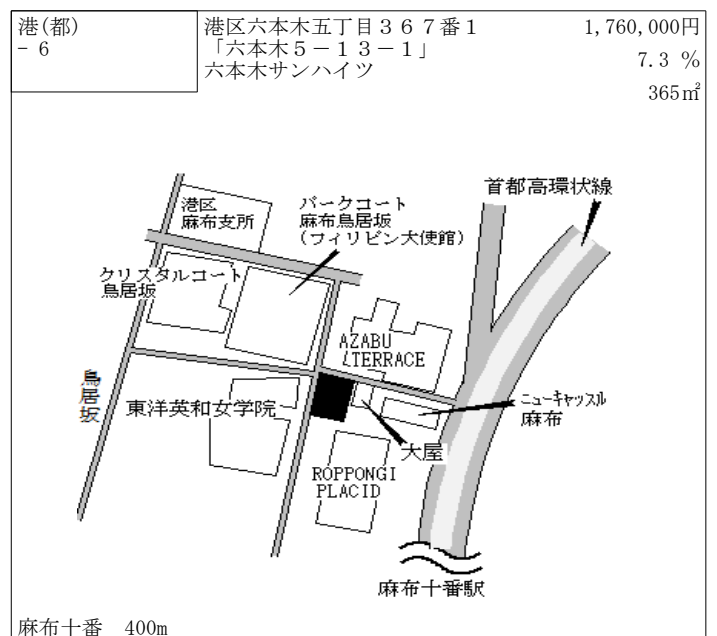 港(都)
- 6
港区六本木五丁目３６７番１
「六本木５－１３－１」
六本木サンハイツ
1,760,000円
7.3 %
365㎡
首都高環状線
港区
麻布支所
パークコート
麻布鳥居坂
(フィリピン大使館)
クリスタルコート
鳥居坂
AZABU
TERRACE
鳥居坂
東洋英和女学院
ニューキャッスル
麻布
大屋
ROPPONGI
PLACID
麻布十番駅
麻布十番　400m